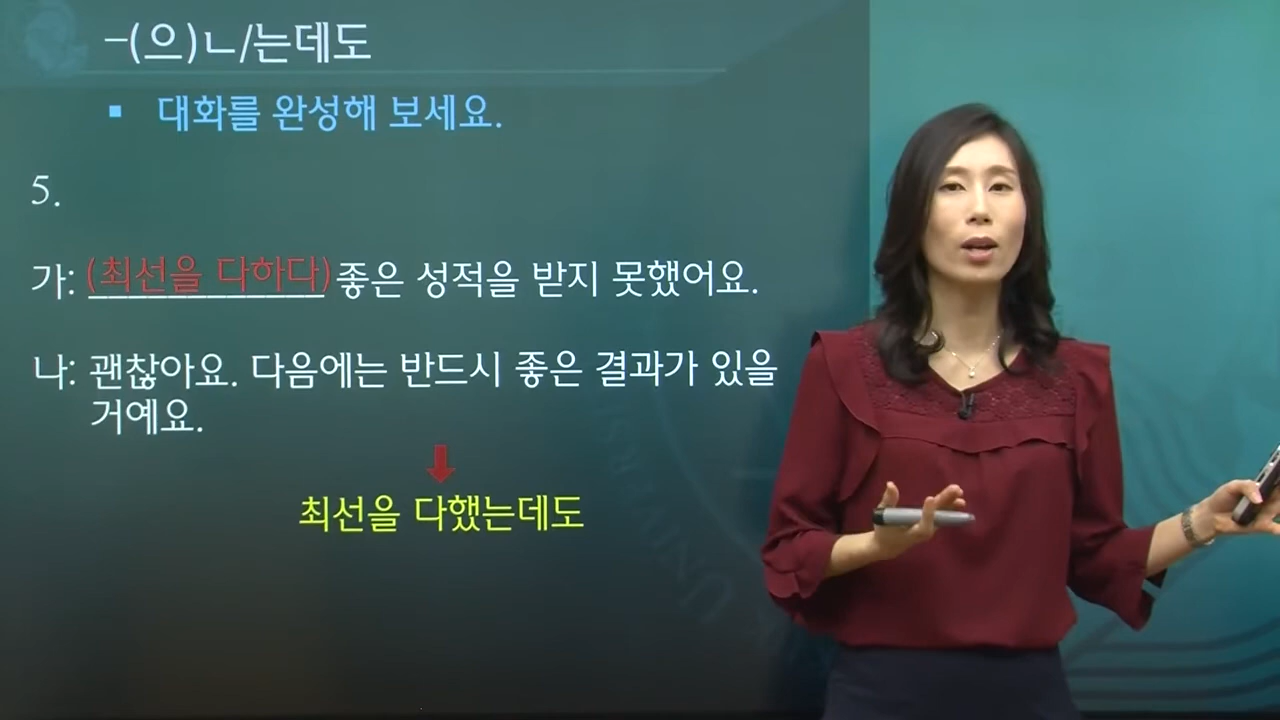 -(으)ㄴ/는데도
▪ 대화를 완성해 보세요.
5.
가: (최선을 다하다) 좋은 성적을 받지 못했어요.
나: 괜찮아요. 다음에는 반드시 좋은 결과가 있을
거예요.
최선을 다했는데도